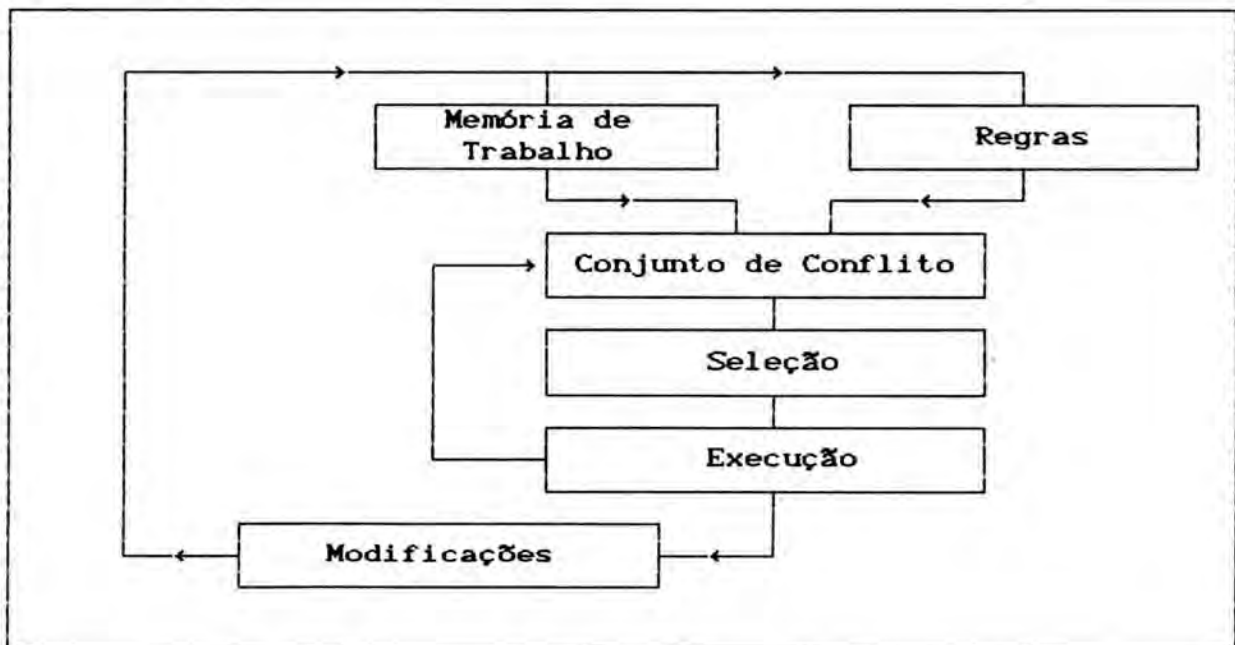 Memória de
Trabalho
Regras
Conjunto de Conflito
Seleção
Execução
Modificações